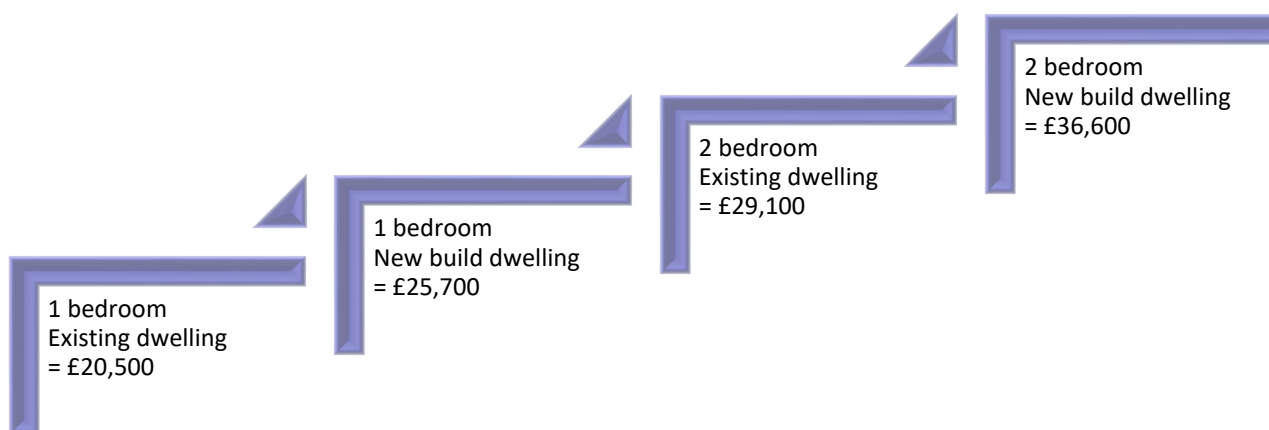 1 bedroom
Existing dwelling
= £20,500
1 bedroom
New build dwelling
= £25,700
2 bedroom
Existing dwelling
= £29,100
2 bedroom
New build dwelling
= £36,600